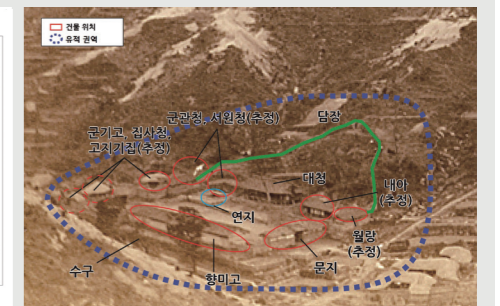 건물 위치
유적 권역
군관청, 서원청(추정)
담장
군기고, 집사청,
고지기집(추정)
대청
내아
(추정)
연지
월랑
(추정)
문지
수구
향미고